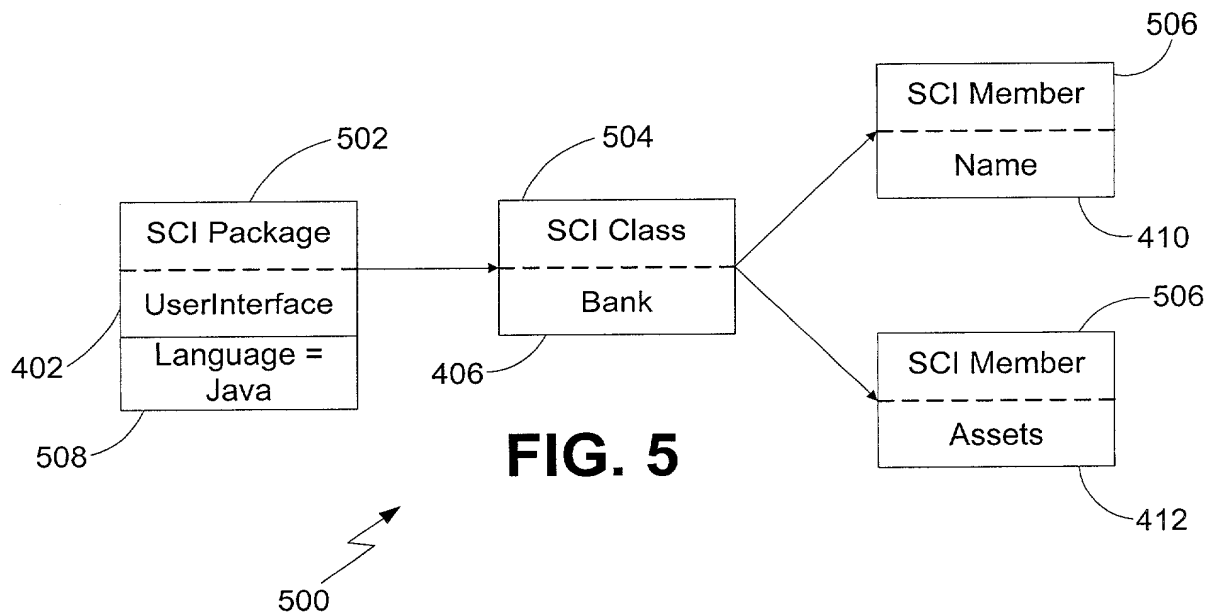 506
SCI Member
Name
410
502
SCI Package
UserInterface
402
Language =
Java
508
504
SCI Class
Bank
406
506
SCI Member
Assets
412
FIG. 5
500